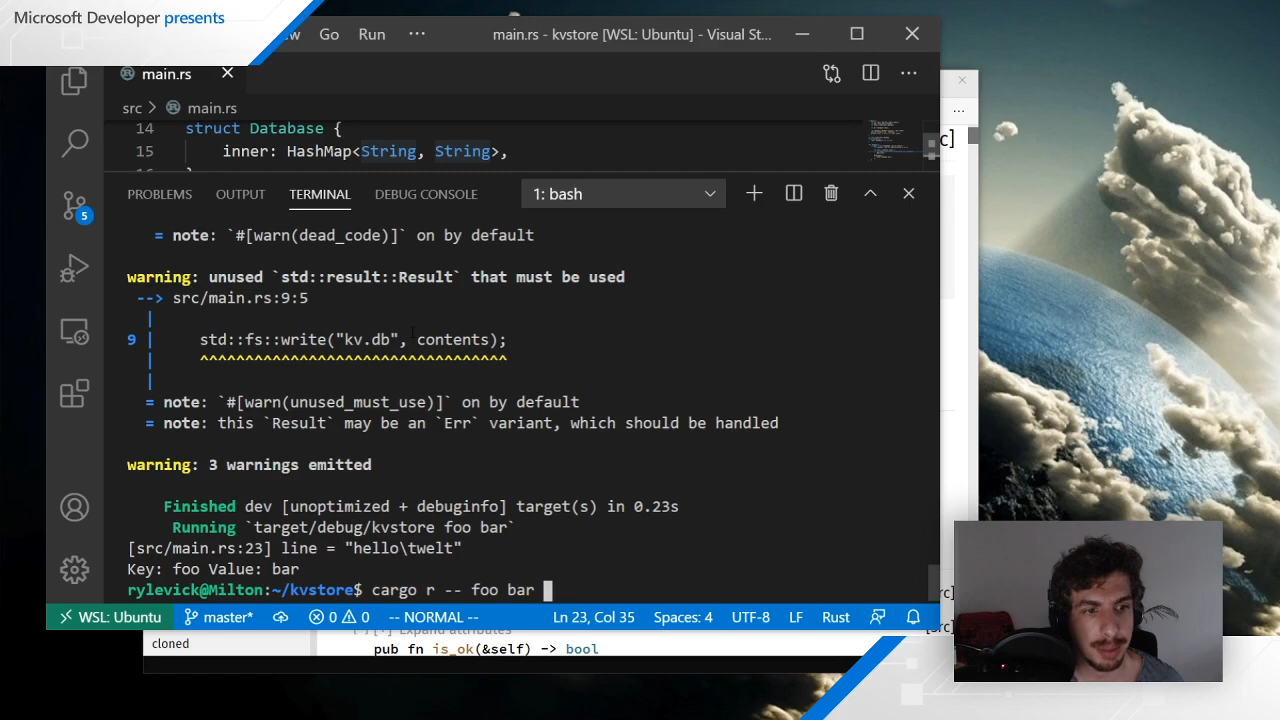 Microsoft Developer presents
Go Run ··· main.rs - kvstore [WSL: Ubuntu] - Visual St...
main.rs
src > main.rs
14 struct Database {
15 inner: HashMap<String, String>,
PROBLEMS OUTPUT TERMINAL DEBUG CONSOLE 1: bash
= note: `#[warn(dead_code)]` on by default
warning: unused `std::result::Result` that must be used
--> src/main.rs:9:5
|
9 | std::fs::write("kv.db", contents);
| ^^^^^^^^^^^^^^^^^^^^^^^^^^^^^^^^^^
|
= note: `#[warn(unused_must_use)]` on by default
= note: this `Result` may be an `Err` variant, which should be handled
warning: 3 warnings emitted
Finished dev [unoptimized + debuginfo] target(s) in 0.23s
Running `target/debug/kvstore foo bar`
[src/main.rs:23] line = "hello\twelt"
Key: foo Value: bar
rylevick@Milton:~/kvstore$ cargo r -- foo bar
5
WSL: Ubuntu master* 0 0 -- NORMAL -- Ln 23, Col 35 Spaces: 4 UTF-8 LF Rust
cloned
pub fn is_ok(&self) -> bool